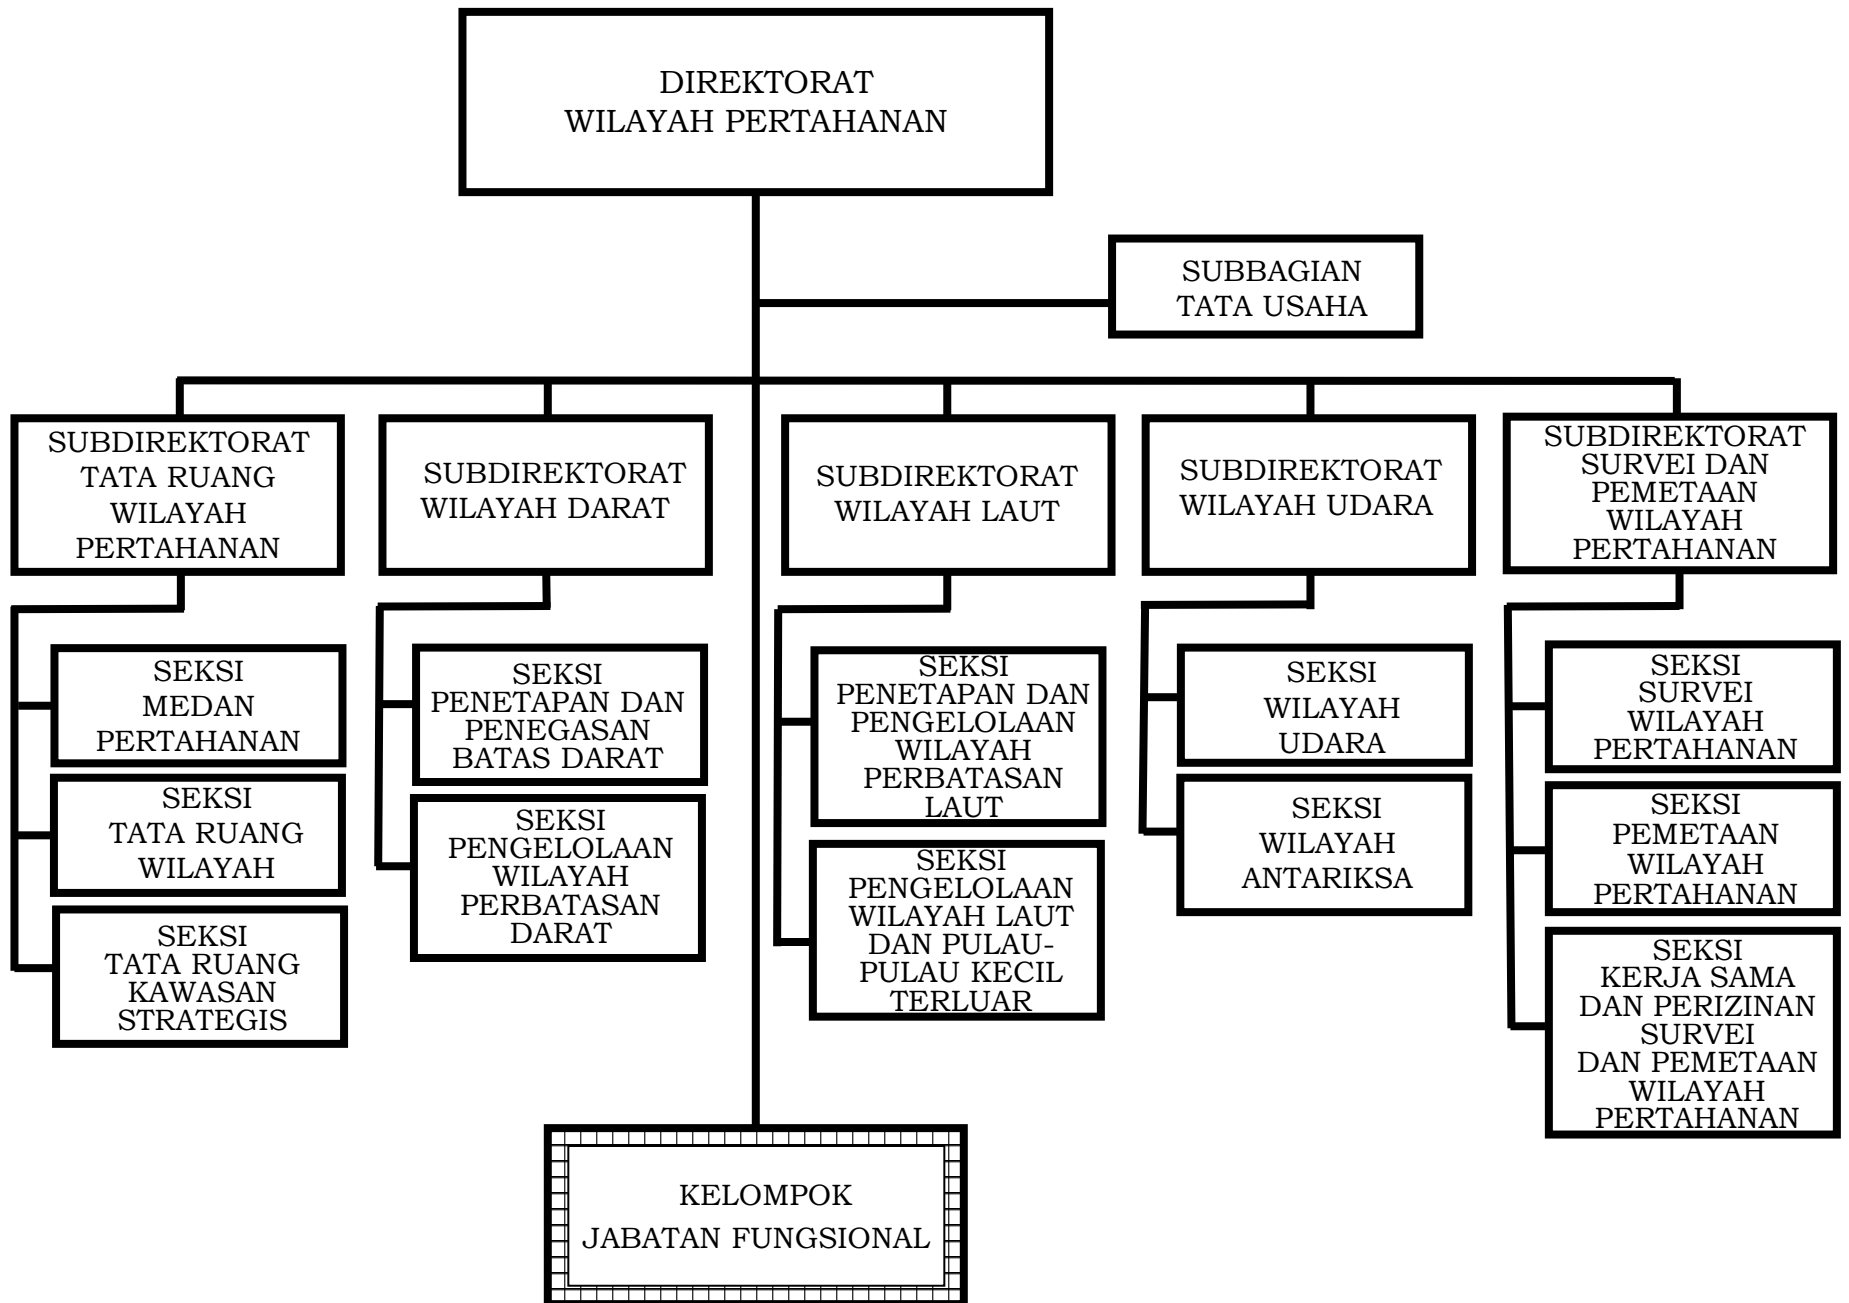 DIREKTORAT
WILAYAH PERTAHANAN
SUBBAGIAN
TATA USAHA
SUBDIREKTORAT
TATA RUANG
WILAYAH
PERTAHANAN
SUBDIREKTORAT
WILAYAH DARAT
SUBDIREKTORAT
WILAYAH LAUT
SUBDIREKTORAT
WILAYAH UDARA
SUBDIREKTORAT
SURVEI DAN
PEMETAAN
WILAYAH
PERTAHANAN
SEKSI
MEDAN
PERTAHANAN
SEKSI
TATA RUANG
WILAYAH
SEKSI
TATA RUANG
KAWASAN
STRATEGIS
SEKSI
PENETAPAN DAN
PENEGASAN
BATAS DARAT
SEKSI
PENGELOLAAN
WILAYAH
PERBATASAN
DARAT
SEKSI
PENETAPAN DAN
PENGELOLAAN
WILAYAH
PERBATASAN
LAUT
SEKSI
PENGELOLAAN
WILAYAH LAUT
DAN PULAU-
PULAU KECIL
TERLUAR
SEKSI
WILAYAH
UDARA
SEKSI
WILAYAH
ANTARIKSA
SEKSI
SURVEI
WILAYAH
PERTAHANAN
SEKSI
PEMETAAN
WILAYAH
PERTAHANAN
SEKSI
KERJA SAMA
DAN PERIZINAN
SURVEI
DAN PEMETAAN
WILAYAH
PERTAHANAN
KELOMPOK
JABATAN FUNGSIONAL